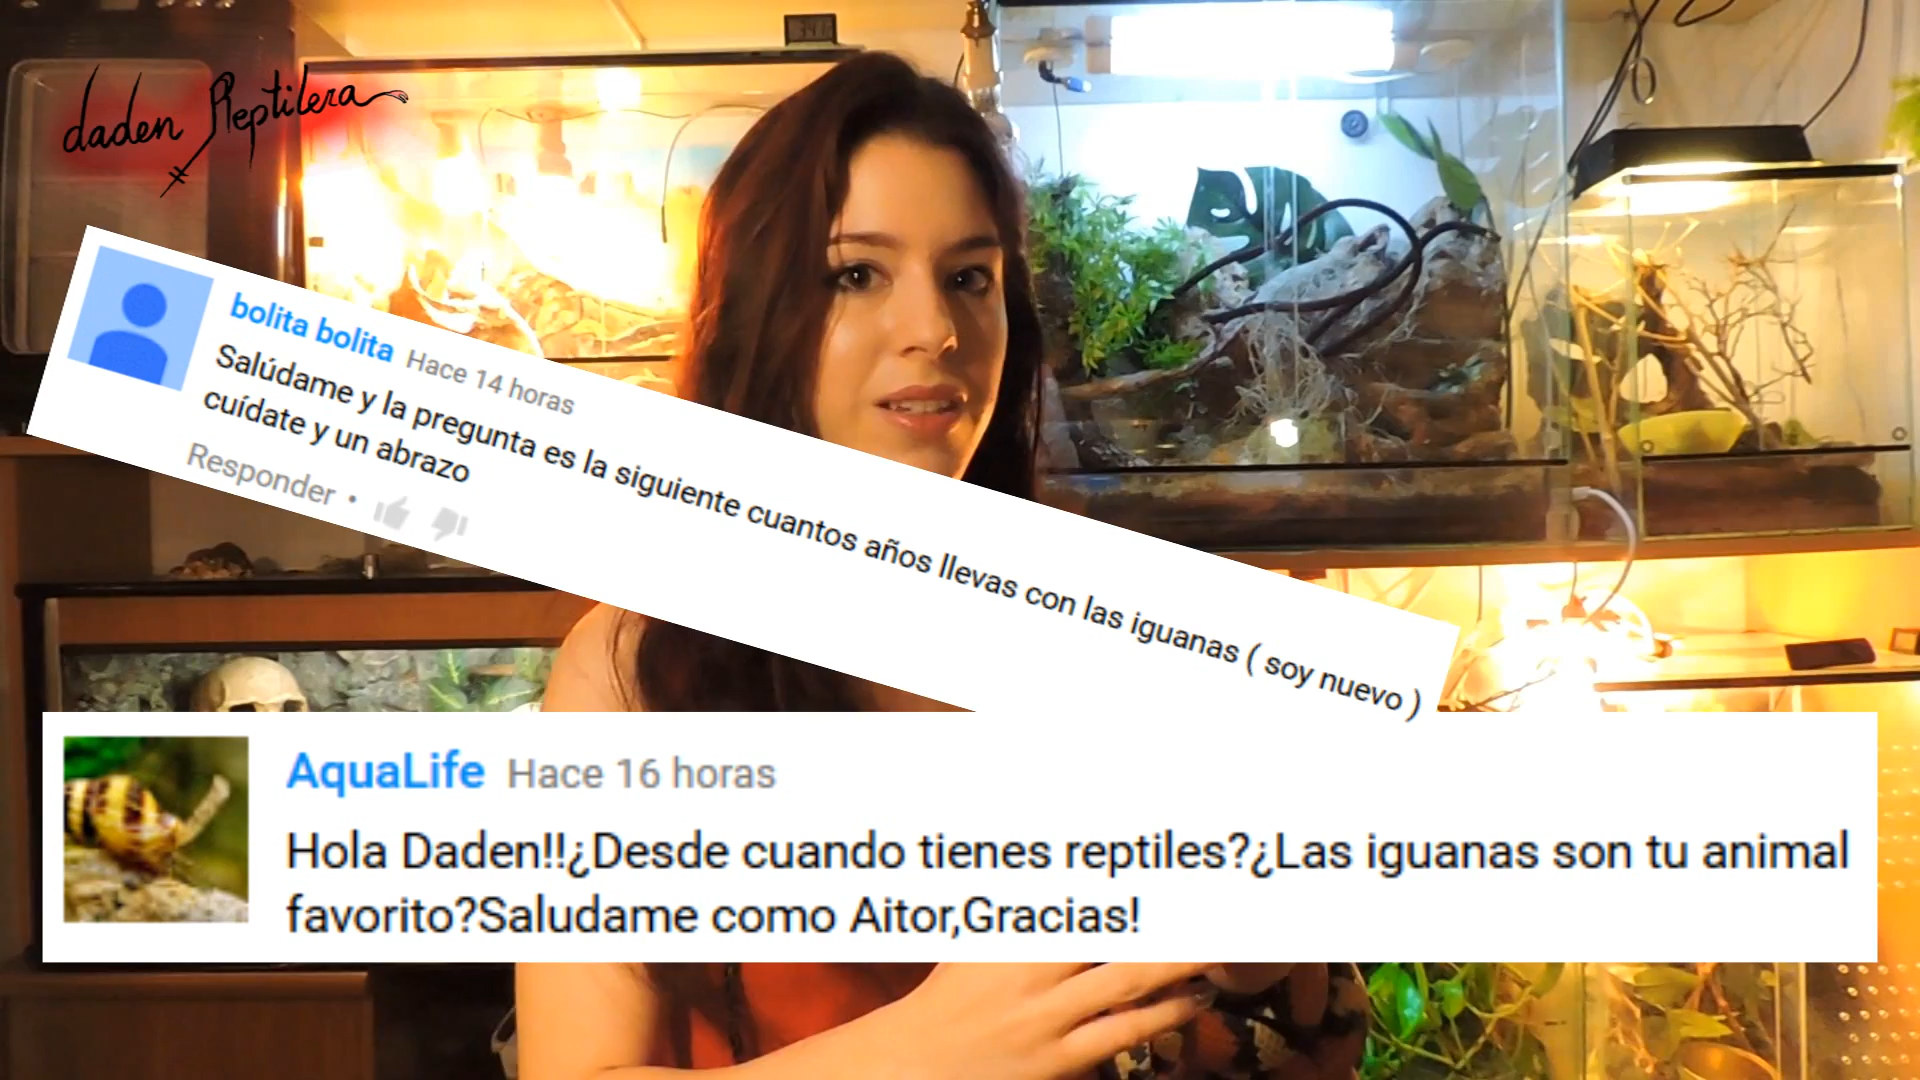 daden Reptilera
bolita bolita Hace 14 horas
Salúdame y la pregunta es la siguiente cuantos años llevas con las iguanas ( soy nuevo )
cuídate y un abrazo
Responder •
AquaLife Hace 16 horas
Hola Daden!!¿Desde cuando tienes reptiles?¿Las iguanas son tu animal
favorito?Saludame como Aitor,Gracias!